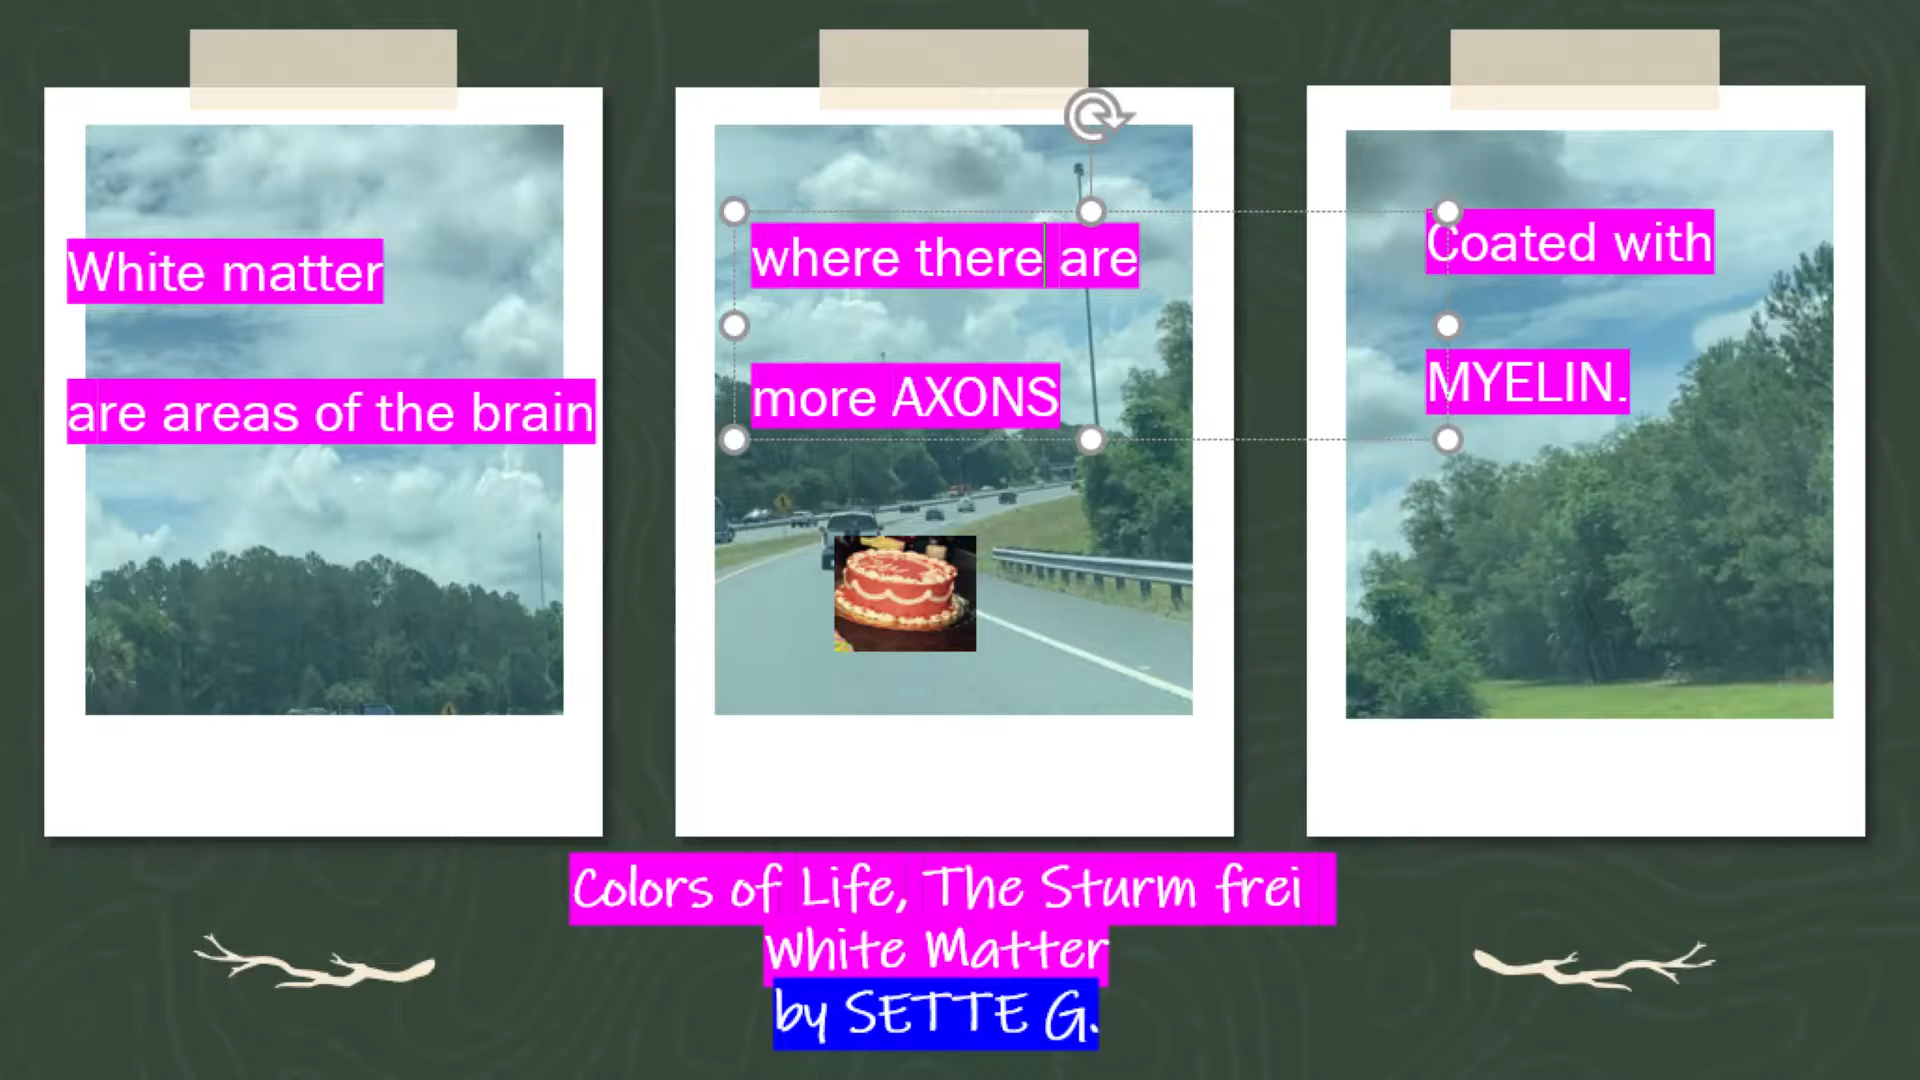 White matter
are areas of the brain
where there are
more AXONS
Coated with
MYELIN.
Colors of Life, The Sturm frei
White Matter
by SETTE G.